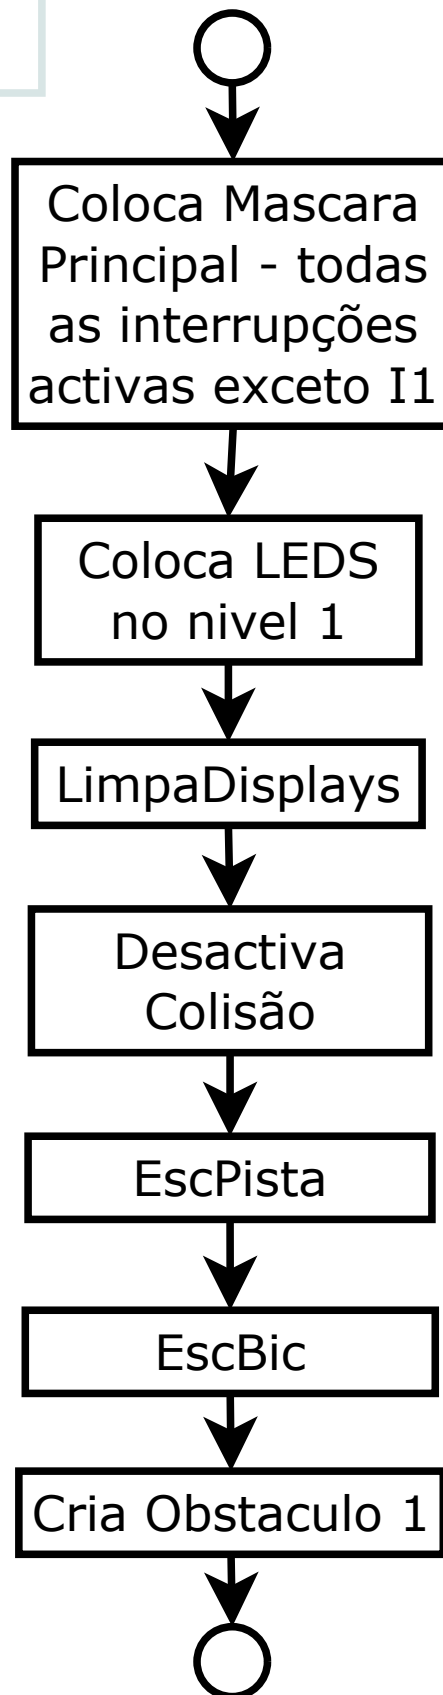 Coloca Mascara
Principal - todas
as interrupções
activas exceto I1
Coloca LEDS
no nivel 1
LimpaDisplays
Desactiva
Colisão
EscPista
EscBic
Cria Obstaculo 1